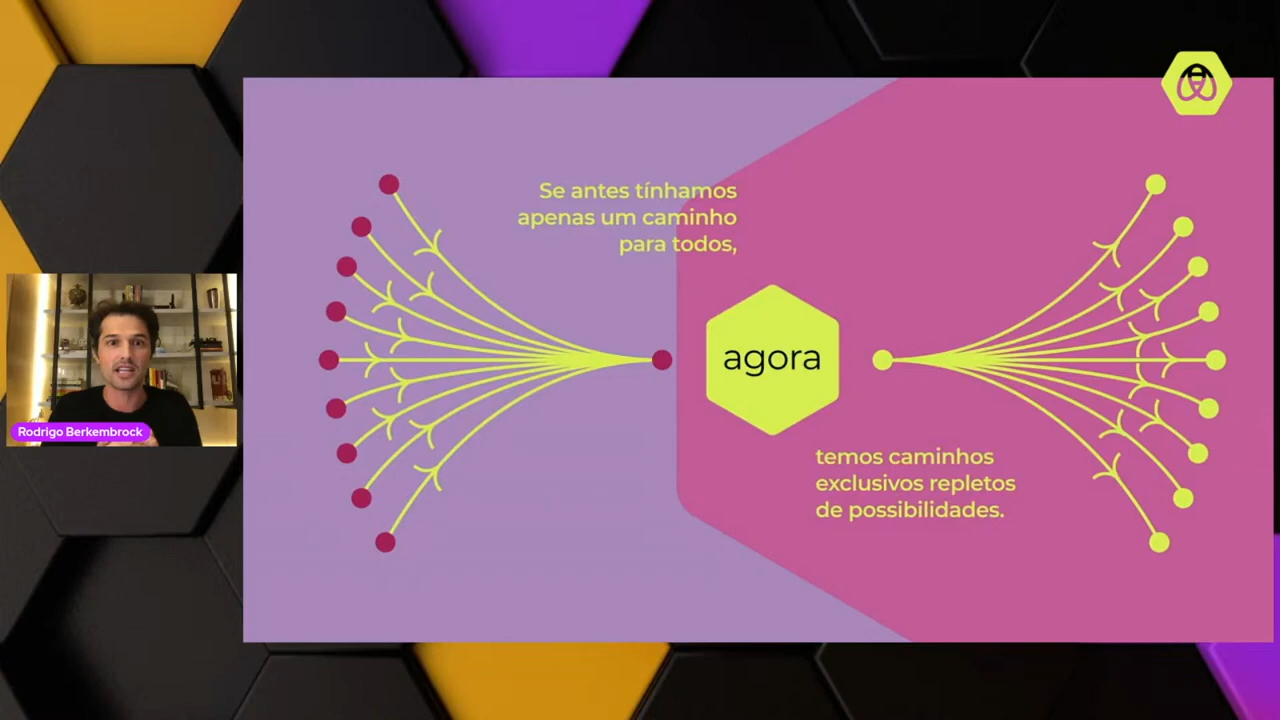 Se antes tínhamos
apenas um caminho
para todos,
agora
temos caminhos
exclusivos repletos
de possibilidades.
Rodrigo Berkembrock